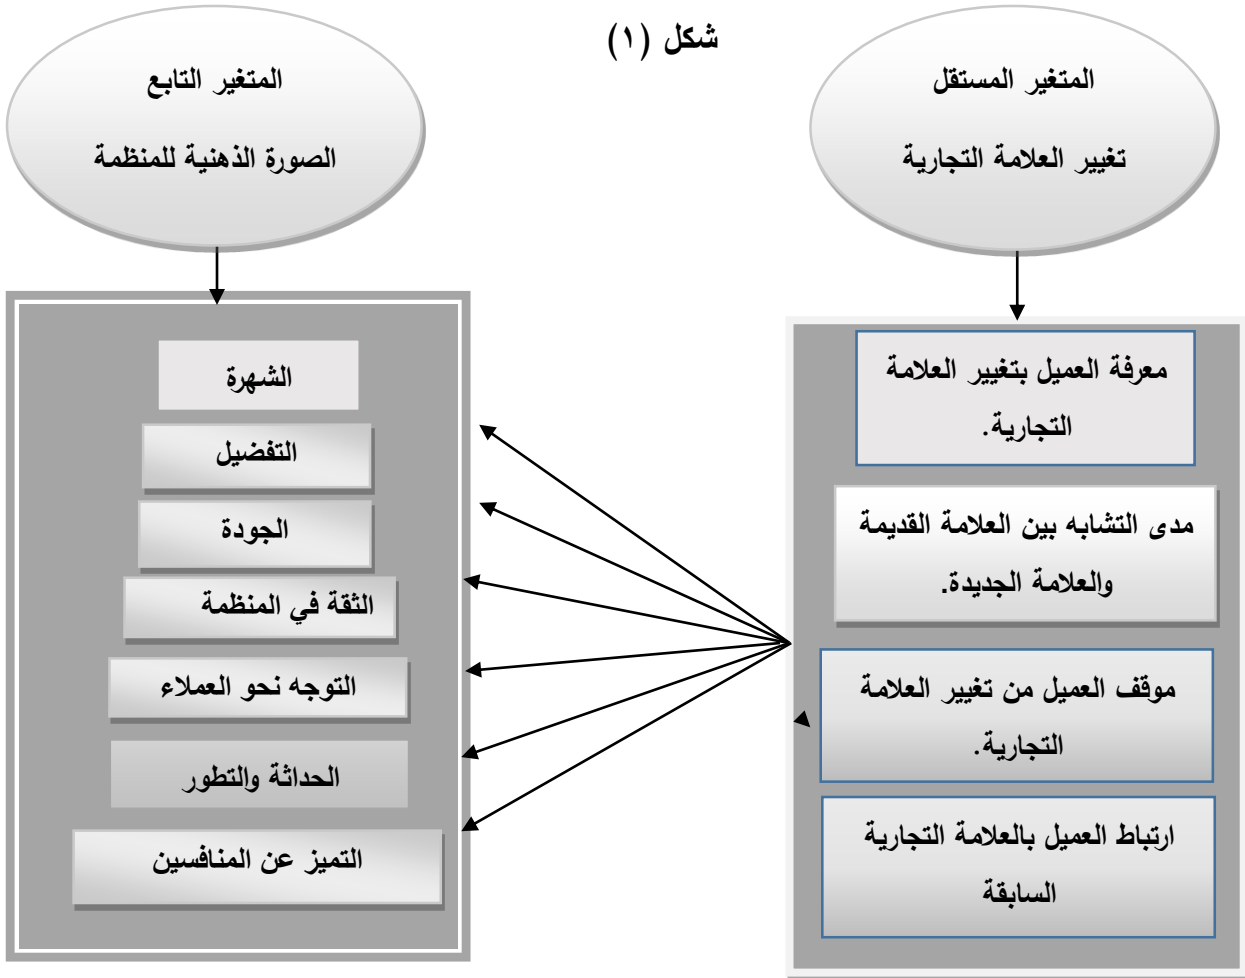 شكل (١)
المتغير المستقل
تغيير العلامة التجارية
معرفة العميل بتغيير العلامة
التجارية.
مدى التشابه بين العلامة القديمة
والعلامة الجديدة.
موقف العميل من تغيير العلامة
التجارية.
ارتباط العميل بالعلامة التجارية
السابقة
المتغير التابع
الصورة الذهنية للمنظمة
الشهرة
التفضيل
الجودة
الثقة في المنظمة
التوجه نحو العملاء
الحداثة والتطور
التميز عن المنافسين